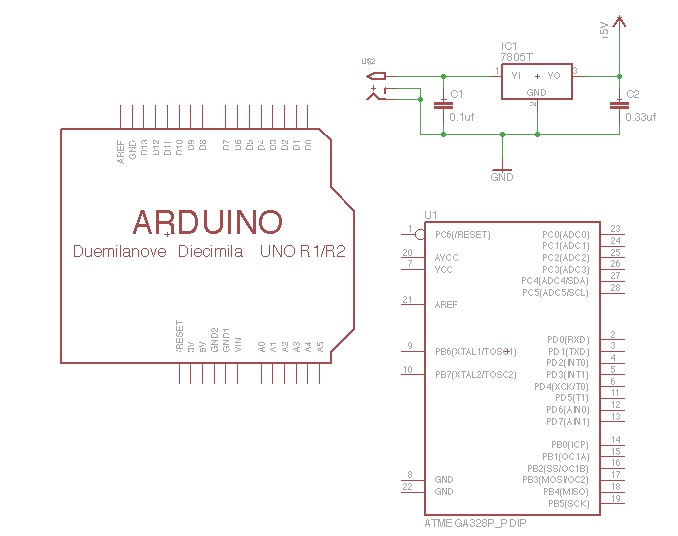 U$2
IC1
7805T
1
VI
VO
3
GND
2
C1
0.1uf
C2
0.33uf
+5V
GND
AREF
GND
D13
D12
D11
D10
D9
D8
D7
D6
D5
D4
D3
D2
D1
D0
ARDUINO
Duemilanove Diecimila UNO R1/R2
/RESET
3V
5V
GND2
GND1
VIN
A0
A1
A2
A3
A4
A5
U1
1 PC6(/RESET)
20 AVCC
7 VCC
21 AREF
9 PB6(XTAL1/TOSC1)
10 PB7(XTAL2/TOSC2)
8 GND
22 GND
PC0(ADC0) 23
PC1(ADC1) 24
PC2(ADC2) 25
PC3(ADC3) 26
PC4(ADC4/SDA) 27
PC5(ADC5/SCL) 28
PD0(RXD) 2
PD1(TXD) 3
PD2(INT0) 4
PD3(INT1) 5
PD4(XCK/T0) 6
PD5(T1) 11
PD6(AIN0) 12
PD7(AIN1) 13
PB0(ICP) 14
PB1(OC1A) 15
PB2(SS/OC1B) 16
PB3(MOSI/OC2) 17
PB4(MISO) 18
PB5(SCK) 19
ATMEGA328P_PDIP